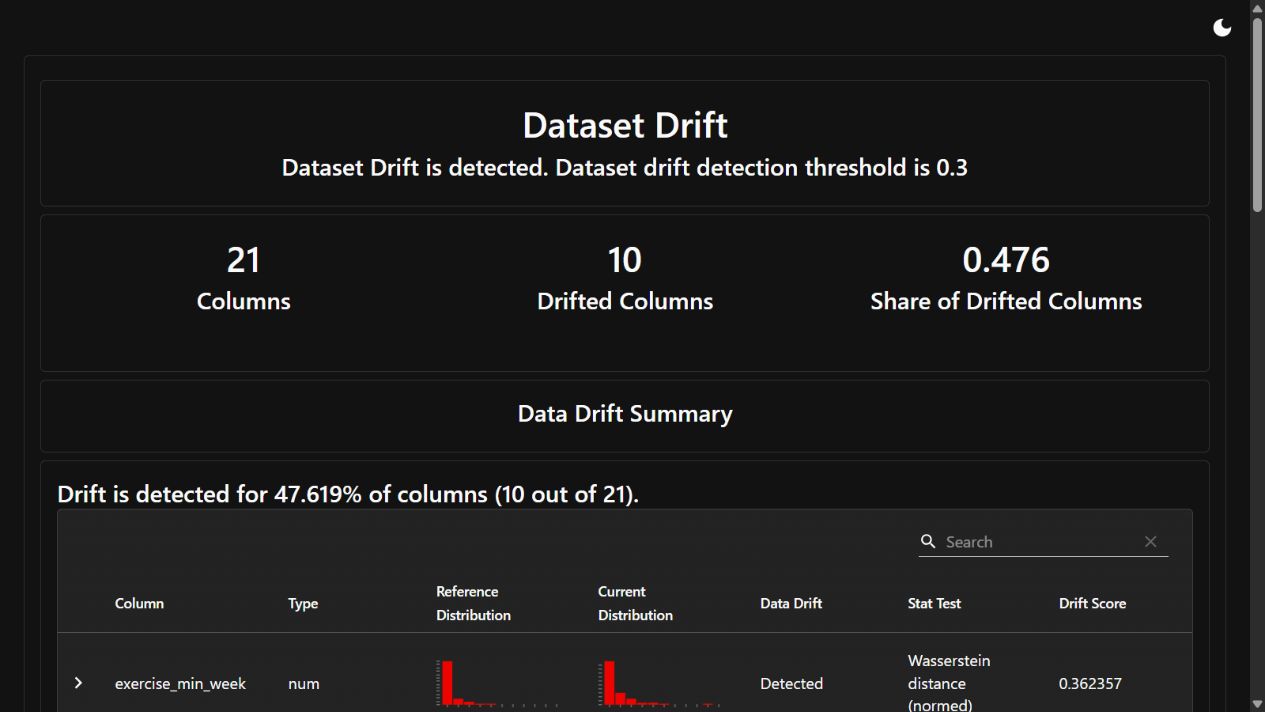 Dataset Drift
Dataset Drift is detected. Dataset drift detection threshold is 0.3
21
Columns
10
Drifted Columns
0.476
Share of Drifted Columns
Data Drift Summary
Drift is detected for 47.619% of columns (10 out of 21).
Search
Column
Type
Reference
Distribution
Current
Distribution
Data Drift
Stat Test
Drift Score
exercise_min_week
num
Detected
Wasserstein
distance
(normed)
0.362357